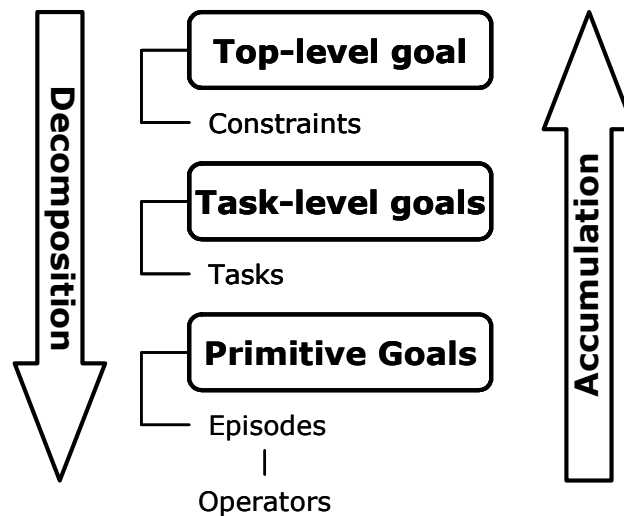 Decomposition
Top-level goal
Constraints
Task-level goals
Tasks
Primitive Goals
Episodes
Operators
Accumulation